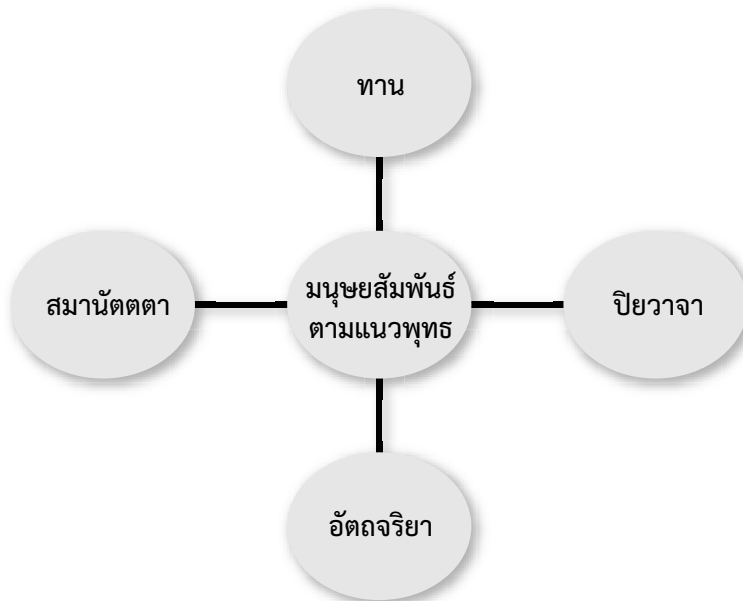 ทาน
สมานัตตตา
มนุษยสัมพันธ์
ตามแนวพุทธ
ปิยวาจา
อัตถจริยา